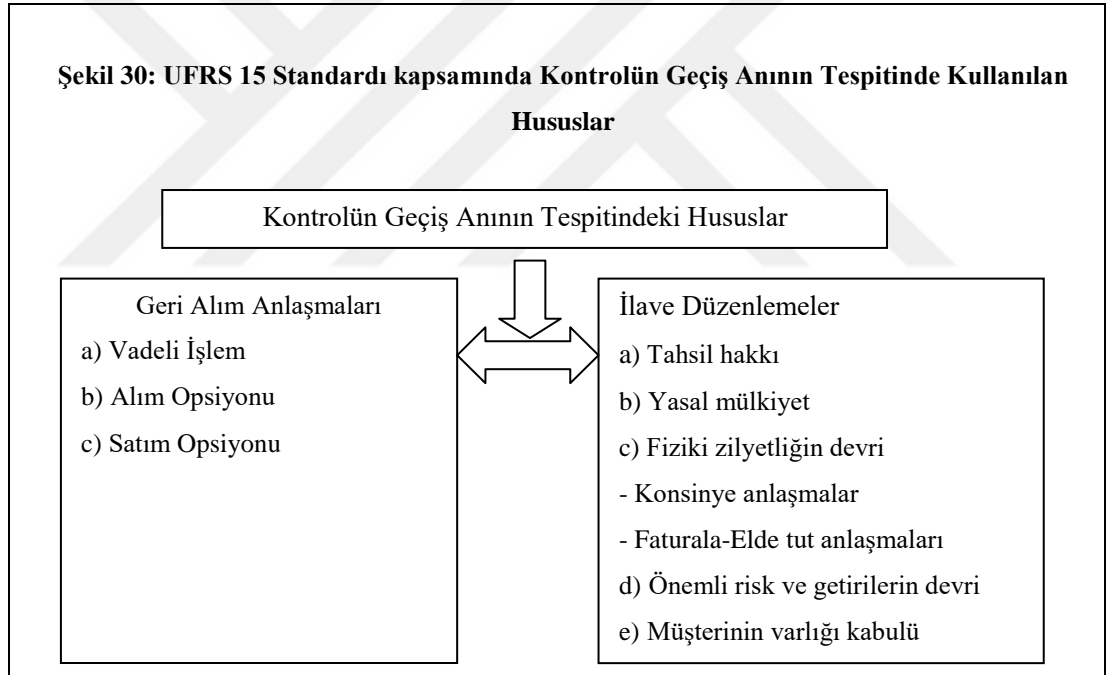 Şekil 30: UFRS 15 Standardı kapsamında Kontrolün Geçiş Anının Tespitinde Kullanılan
Hususlar
Kontrolün Geçiş Anının Tespitindeki Hususlar
Geri Alım Anlaşmaları
a) Vadeli İşlem
b) Alım Opsiyonu
c) Satım Opsiyonu
İlave Düzenlemeler
a) Tahsil hakkı
b) Yasal mülkiyet
c) Fiziki zilyetliğin devri
- Konsinye anlaşmalar
- Faturala-Elde tut anlaşmaları
d) Önemli risk ve getirilerin devri
e) Müşterinin varlığı kabulü